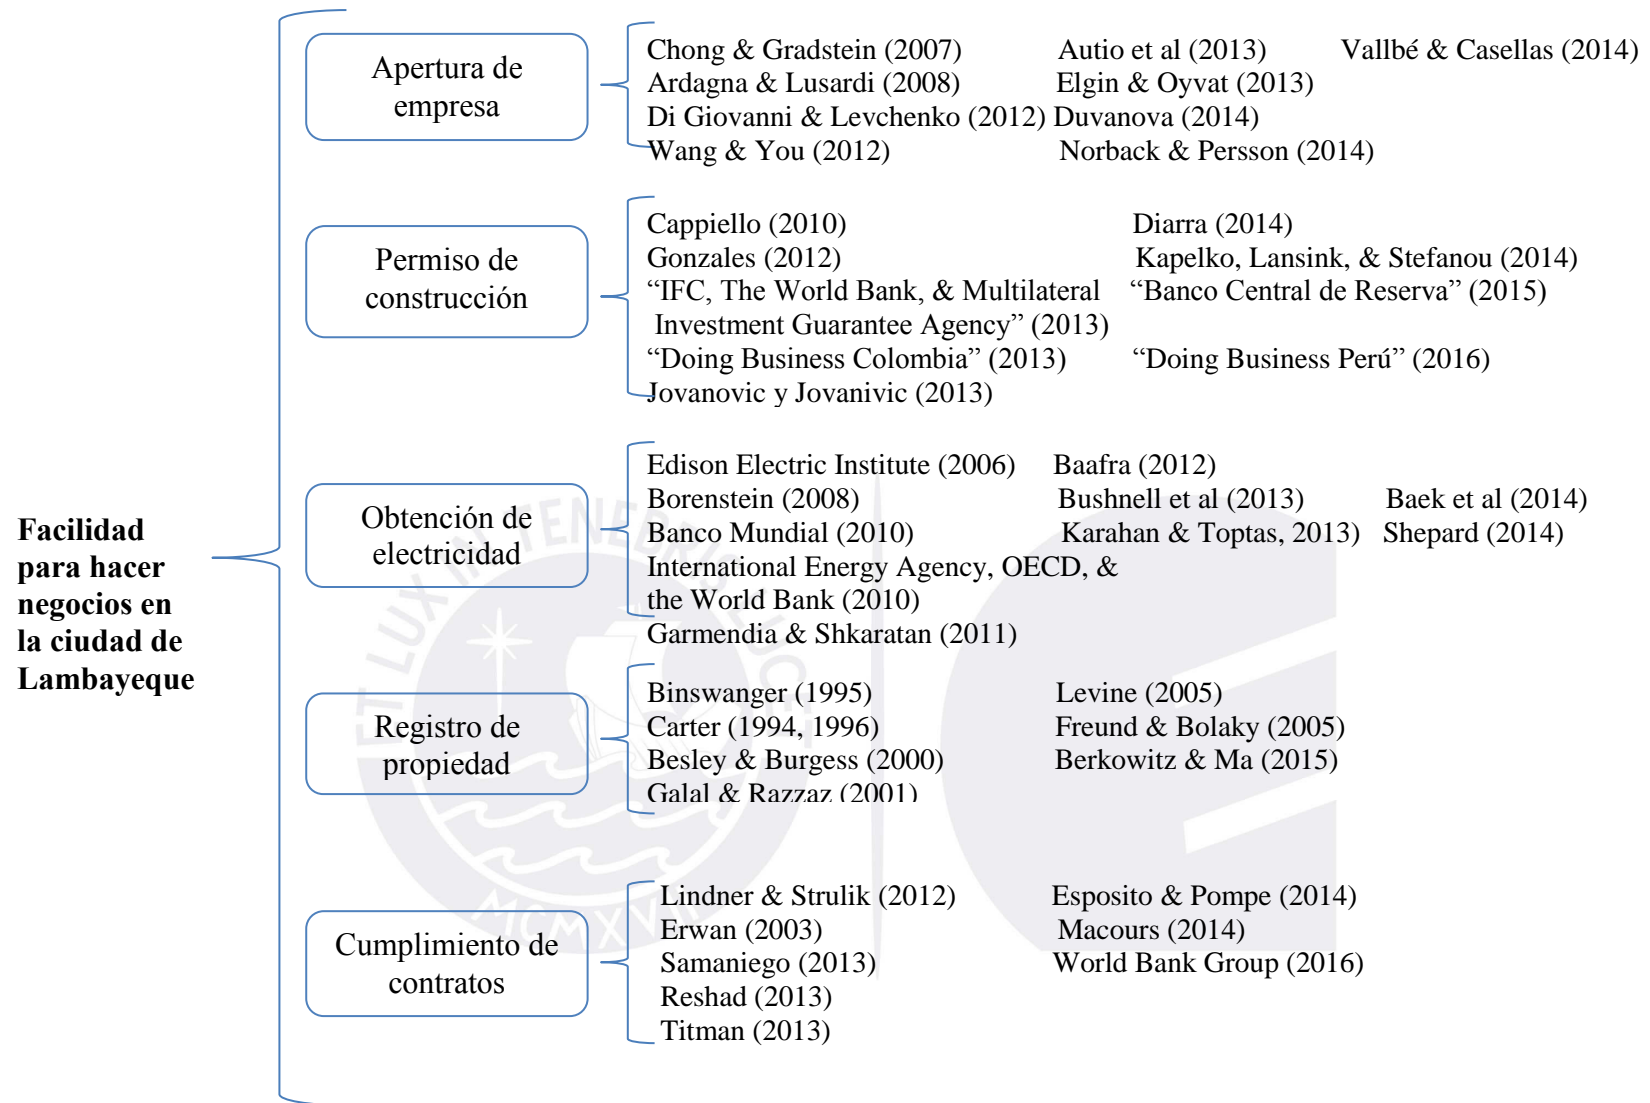 Facilidad
para hacer
negocios en
la ciudad de
Lambayeque
Apertura de
empresa
Chong & Gradstein (2007) Autio et al (2013) Vallbé & Casellas (2014)
Ardagna & Lusardi (2008) Elgin & Oyvat (2013)
Di Giovanni & Levchenko (2012) Duvanova (2014)
Wang & You (2012) Norback & Persson (2014)
Permiso de
construcción
Cappiello (2010) Diarra (2014)
Gonzales (2012) Kapelko, Lansink, & Stefanou (2014)
“IFC, The World Bank, & Multilateral “Banco Central de Reserva” (2015)
Investment Guarantee Agency” (2013)
“Doing Business Colombia” (2013) “Doing Business Perú” (2016)
Jovanovic y Jovanivic (2013)
Obtención de
electricidad
Edison Electric Institute (2006) Baafra (2012)
Borenstein (2008) Bushnell et al (2013) Baek et al (2014)
Banco Mundial (2010) Karahan & Toptas, 2013) Shepard (2014)
International Energy Agency, OECD, &
the World Bank (2010)
Garmendia & Shkaratan (2011)
Registro de
propiedad
Binswanger (1995) Levine (2005)
Carter (1994, 1996) Freund & Bolaky (2005)
Besley & Burgess (2000) Berkowitz & Ma (2015)
Galal & Razzaz (2001)
Cumplimiento de
contratos
Lindner & Strulik (2012) Esposito & Pompe (2014)
Erwan (2003) Macours (2014)
Samaniego (2013) World Bank Group (2016)
Reshad (2013)
Titman (2013)
ET LUX IN TENEBRIS LUCET
MCMXVII